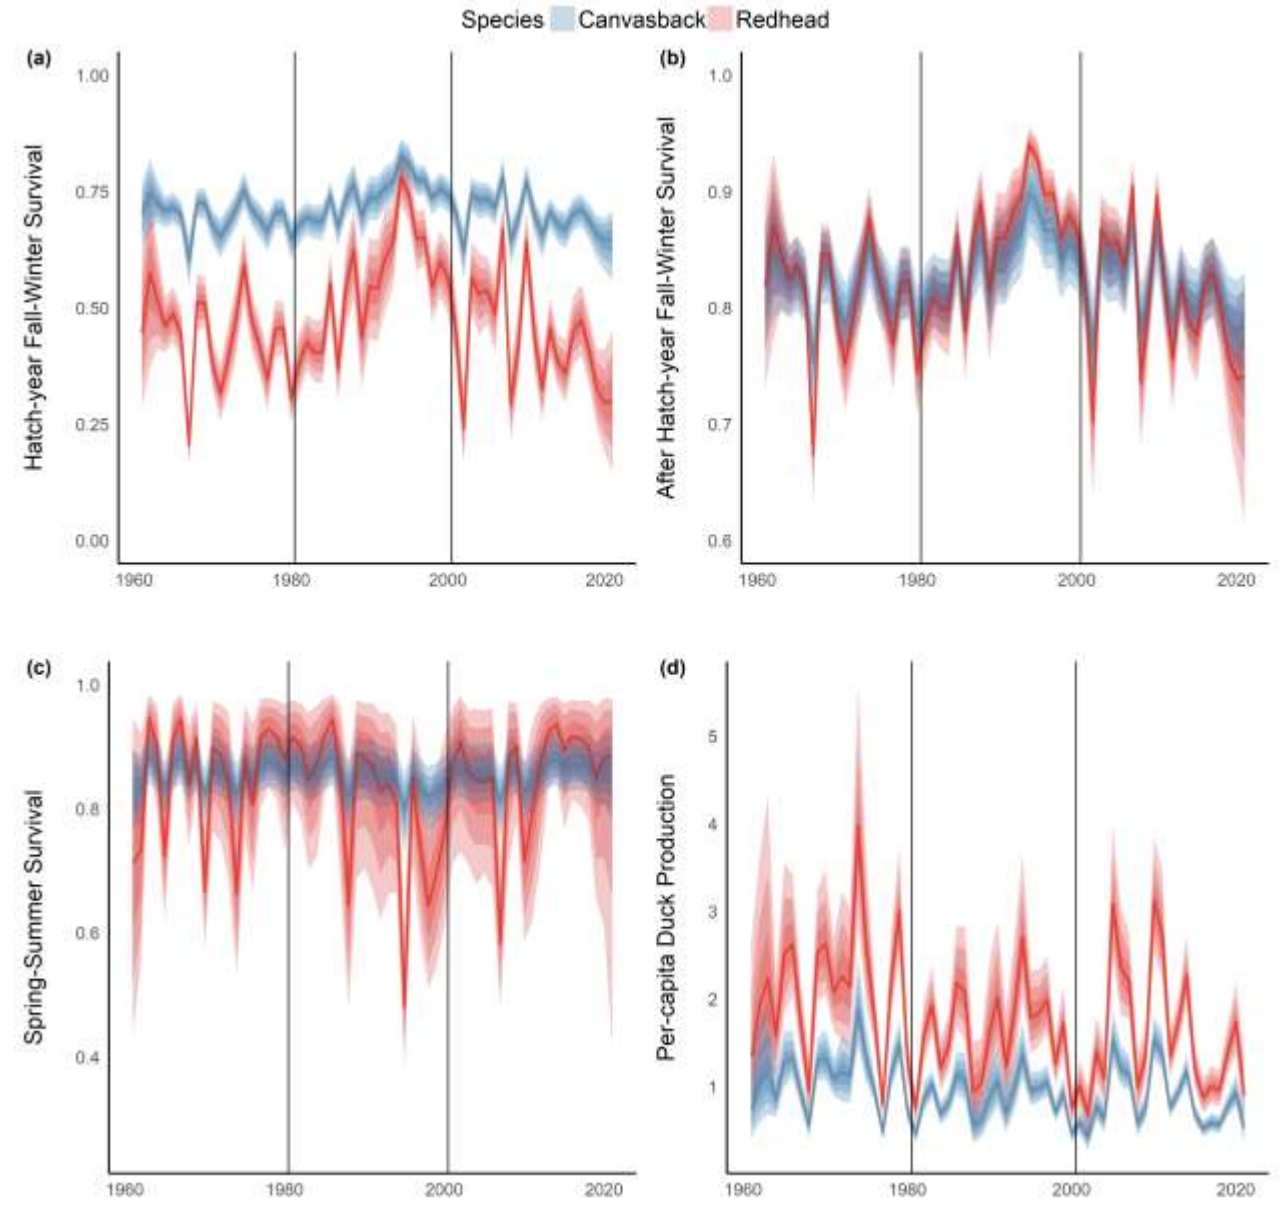 Species Canvasback Redhead
(a)
Hatch-year Fall-Winter Survival
1.00
0.75
0.50
0.25
0.00
1960 1980 2000 2020
(b)
After Hatch-year Fall-Winter Survival
1.0
0.9
0.8
0.7
0.6
1960 1980 2000 2020
(c)
Spring-Summer Survival
1.0
0.8
0.6
0.4
1960 1980 2000 2020
(d)
Per-capita Duck Production
5
4
3
2
1
1960 1980 2000 2020